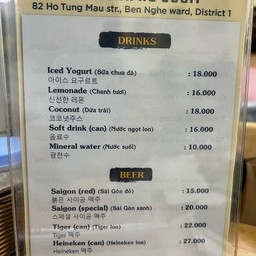 82 Ho Tung Mau str., Ben Nghe ward, District 1
DRINKS
Iced Yogurt (Sữa chua đá) : 18.000
아이스 요구르트
Lemonade (Chanh tươi) : 16.000
신선한 레몬
Coconut (Dừa trái) : 18.000
코코넛주스
Soft drink (can) (Nước ngọt lon) : 16.000
음료수
Mineral water (Nước suối) : 10.000
광천수
BEER
Saigon (red) (Sài Gòn đỏ) : 15.000
붉은 사이공 맥주
Saigon (special) (Sài Gòn xanh) : 20.000
스페셜 사이공 맥주
Tiger (can) (Tiger lon) : 22.000
Tiger 맥주
Heineken (can) (Heineken lon) : 27.000
Heineken 맥주